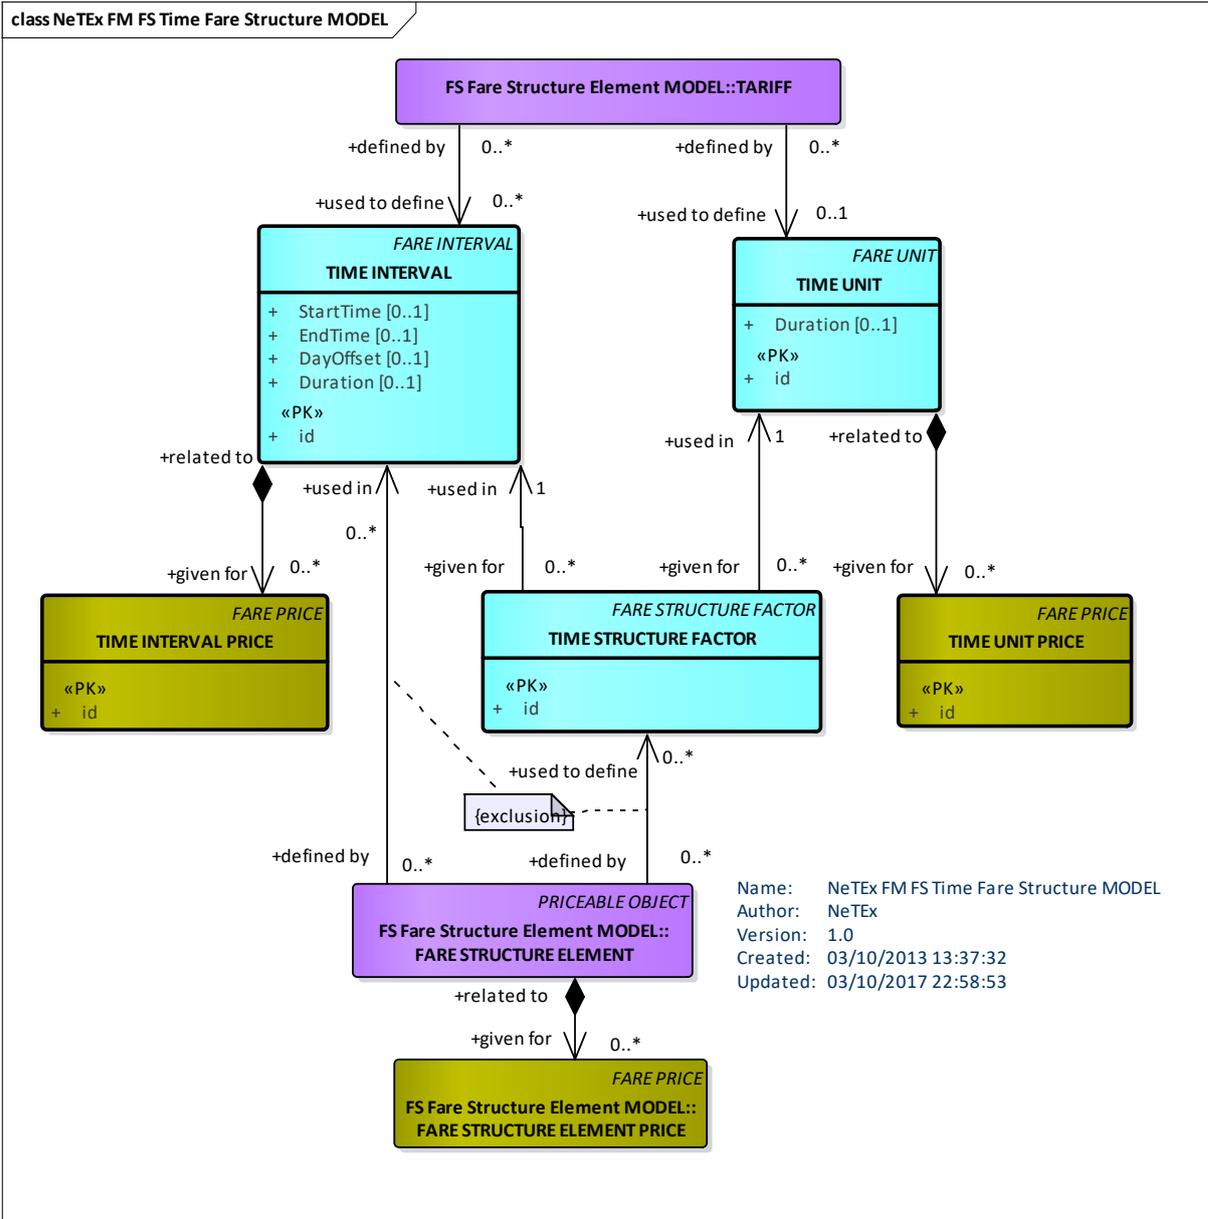 class NeTEx FM FS Time Fare Structure MODEL
FS Fare Structure Element MODEL::TARIFF
+defined by 0..*
+defined by 0..*
+used to define 0..*
+used to define 0..1
FARE INTERVAL
TIME INTERVAL
+ StartTime [0..1]
+ EndTime [0..1]
+ DayOffset [0..1]
+ Duration [0..1]
«PK»
+ id
FARE UNIT
TIME UNIT
+ Duration [0..1]
«PK»
+ id
+related to
+used in
0..*
+used in 1
+used in 1
+related to
+given for 0..*
+given for 0..*
+given for 0..*
+given for 0..*
FARE PRICE
TIME INTERVAL PRICE
«PK»
+ id
FARE STRUCTURE FACTOR
TIME STRUCTURE FACTOR
«PK»
+ id
FARE PRICE
TIME UNIT PRICE
«PK»
+ id
+used to define 0..*
{exclusion}
+defined by 0..*
+defined by 0..*
PRICEABLE OBJECT
FS Fare Structure Element MODEL::
FARE STRUCTURE ELEMENT
Name: NeTEx FM FS Time Fare Structure MODEL
Author: NeTEx
Version: 1.0
Created: 03/10/2013 13:37:32
Updated: 03/10/2017 22:58:53
+related to
+given for 0..*
FARE PRICE
FS Fare Structure Element MODEL::
FARE STRUCTURE ELEMENT PRICE